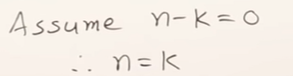 Assume n-k=0
∴ n=k